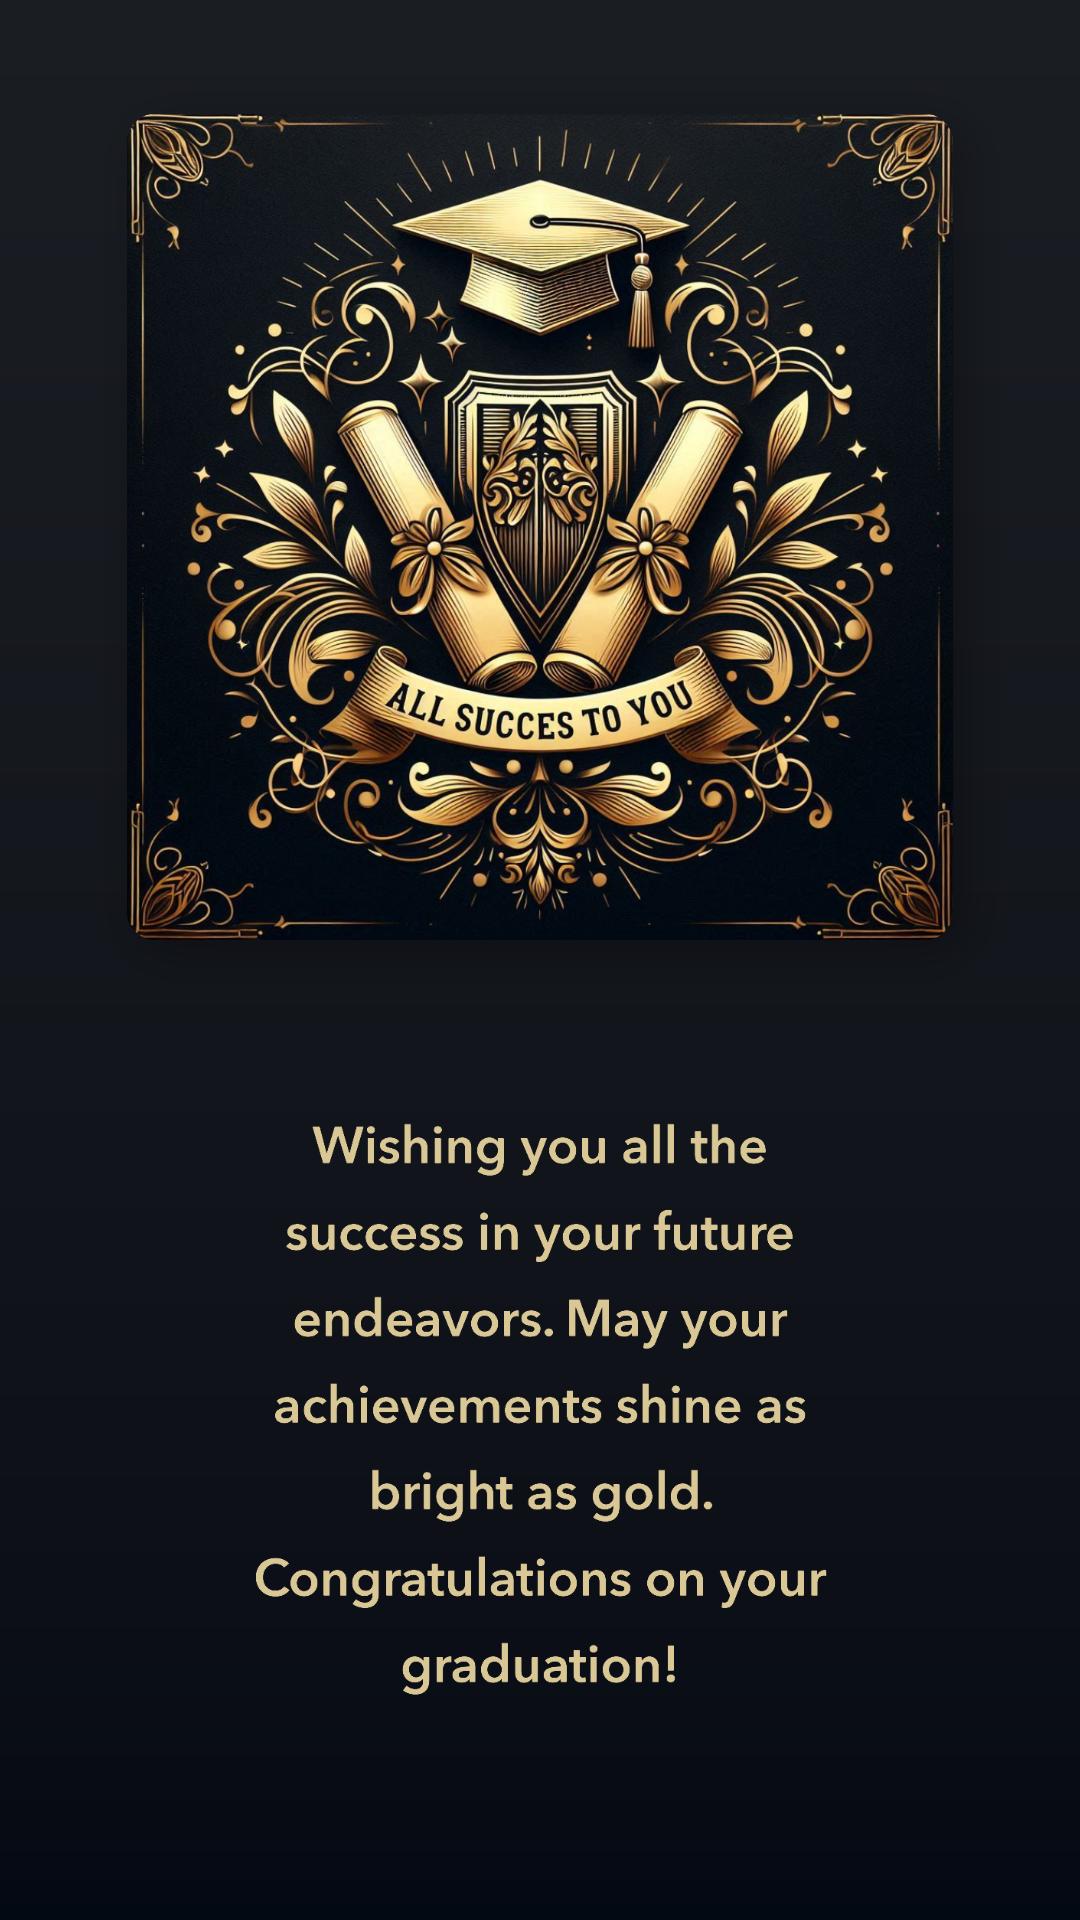 ALL SUCCES TO YOU
Wishing you all the
success in your future
endeavors. May your
achievements shine as
bright as gold.
Congratulations on your
graduation!